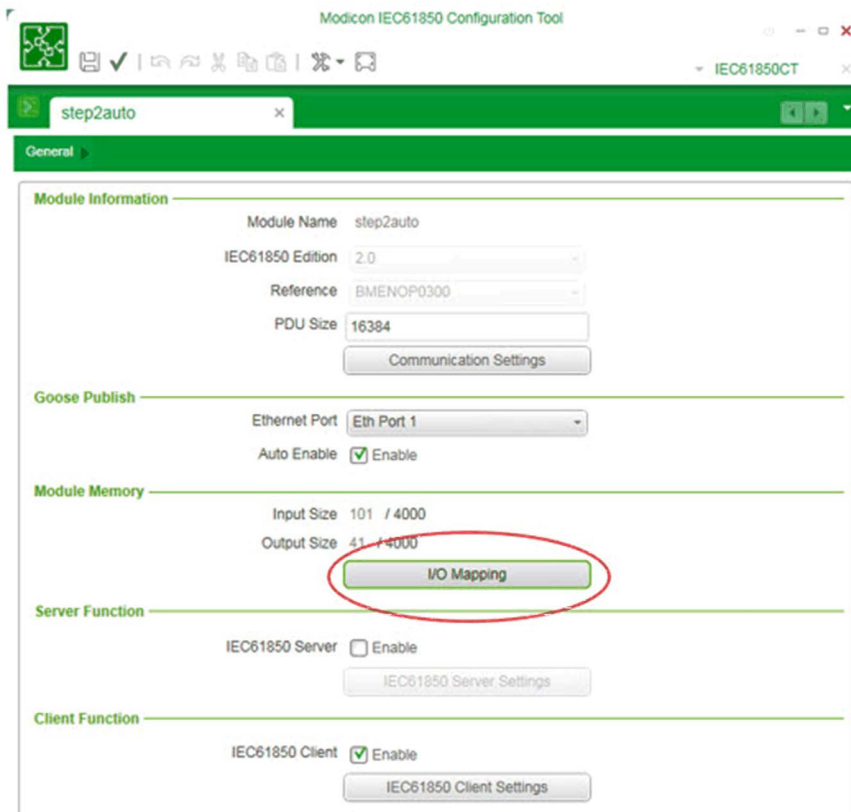 Modicon IEC61850 Configuration Tool
IEC61850CT
step2auto
General
Module Information
Module Name step2auto
IEC61850 Edition 2.0
Reference BMENOP0300
PDU Size 16384
Communication Settings
Goose Publish
Ethernet Port Eth Port 1
Auto Enable Enable
Module Memory
Input Size 101 / 4000
Output Size 41 / 4000
I/O Mapping
Server Function
IEC61850 Server Enable
IEC61850 Server Settings
Client Function
IEC61850 Client Enable
IEC61850 Client Settings